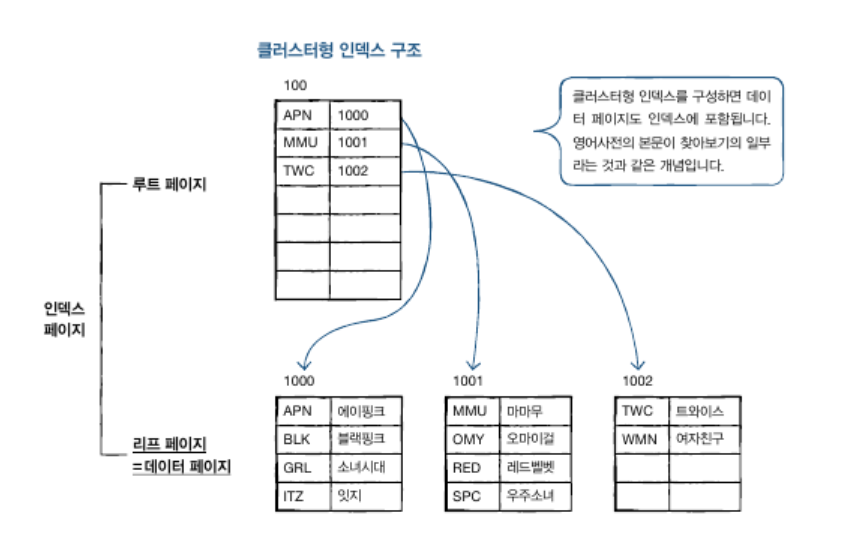 클러스터형 인덱스 구조
100
APN 1000
MMU 1001
TWC 1002
클러스터형 인덱스를 구성하면 데이
터 페이지도 인덱스에 포함됩니다.
영어사전의 본문이 찾아보기의 일부
라는 것과 같은 개념입니다.
루트 페이지
인덱스
페이지
리프 페이지
=데이터 페이지
1000
APN 에이핑크
BLK 블랙핑크
GRL 소녀시대
ITZ 잇지
1001
MMU 마마무
OMY 오마이걸
RED 레드벨벳
SPC 우주소녀
1002
TWC 트와이스
WMN 여자친구